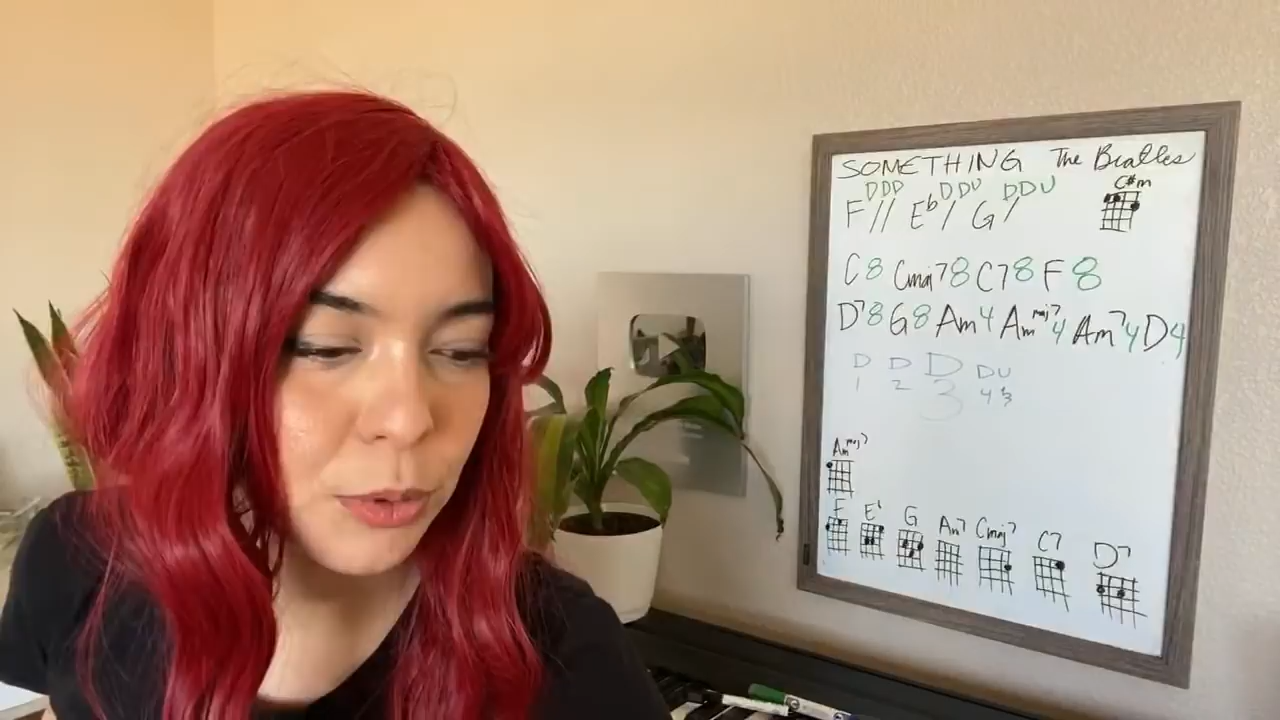 SOMETHING The Beatles
DDD DDU DDU
F // Eb / G / C#m
C 8 Cmaj7 8 C7 8 F 8
D7 8 G 8 Am 4 Ammaj7 4 Am7 4 D 4
D D D DU
1 2 3 4 &
Ammaj7
F Eb G Am7 Cmaj7 C7 D7